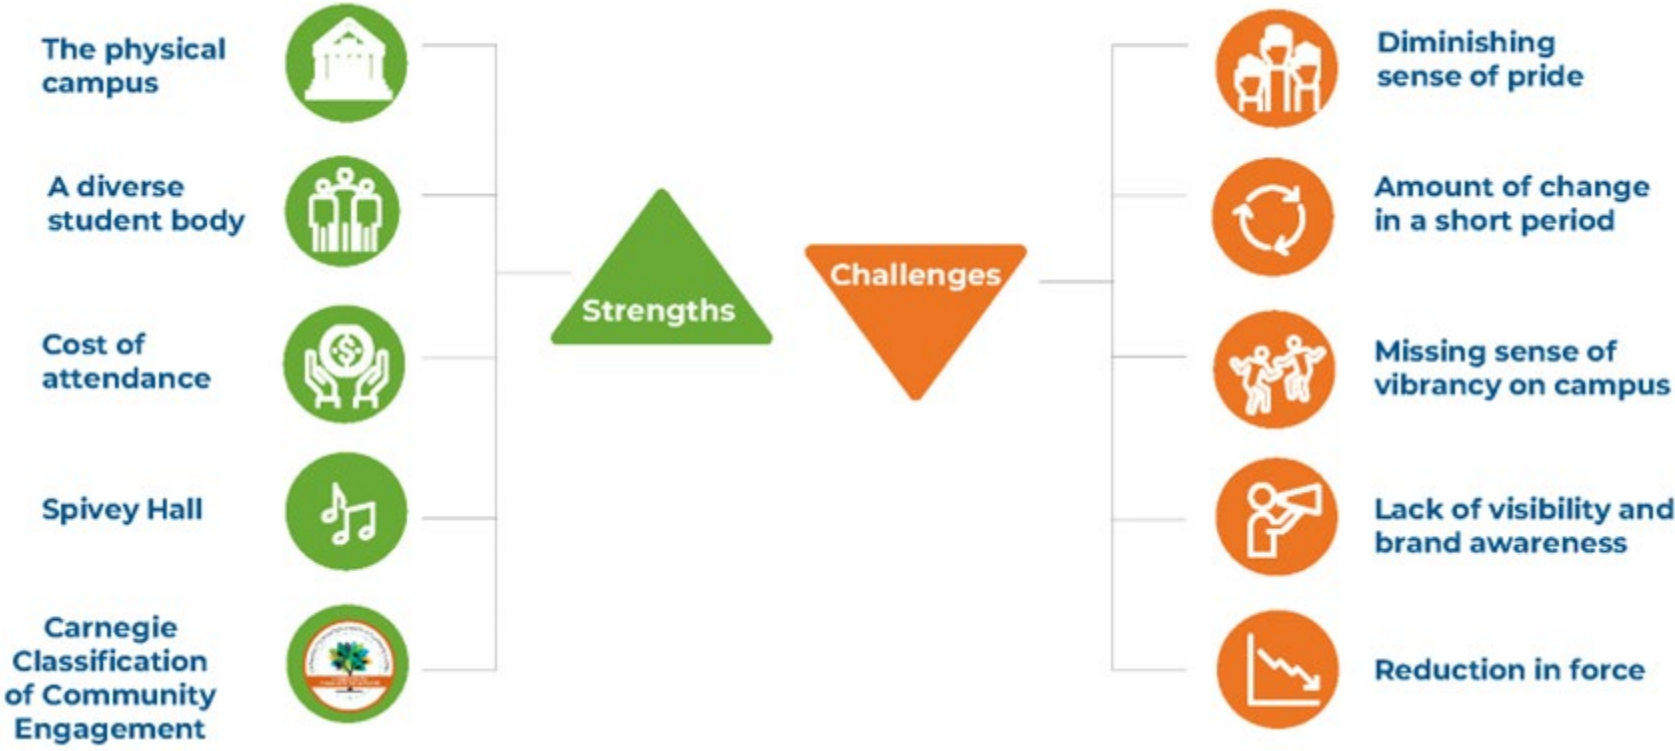 The physical
campus
A diverse
student body
Cost of
attendance
Spivey Hall
Carnegie
Classification
of Community
Engagement
Strengths
Challenges
Diminishing
sense of pride
Amount of change
in a short period
Missing sense of
vibrancy on campus
Lack of visibility and
brand awareness
Reduction in force